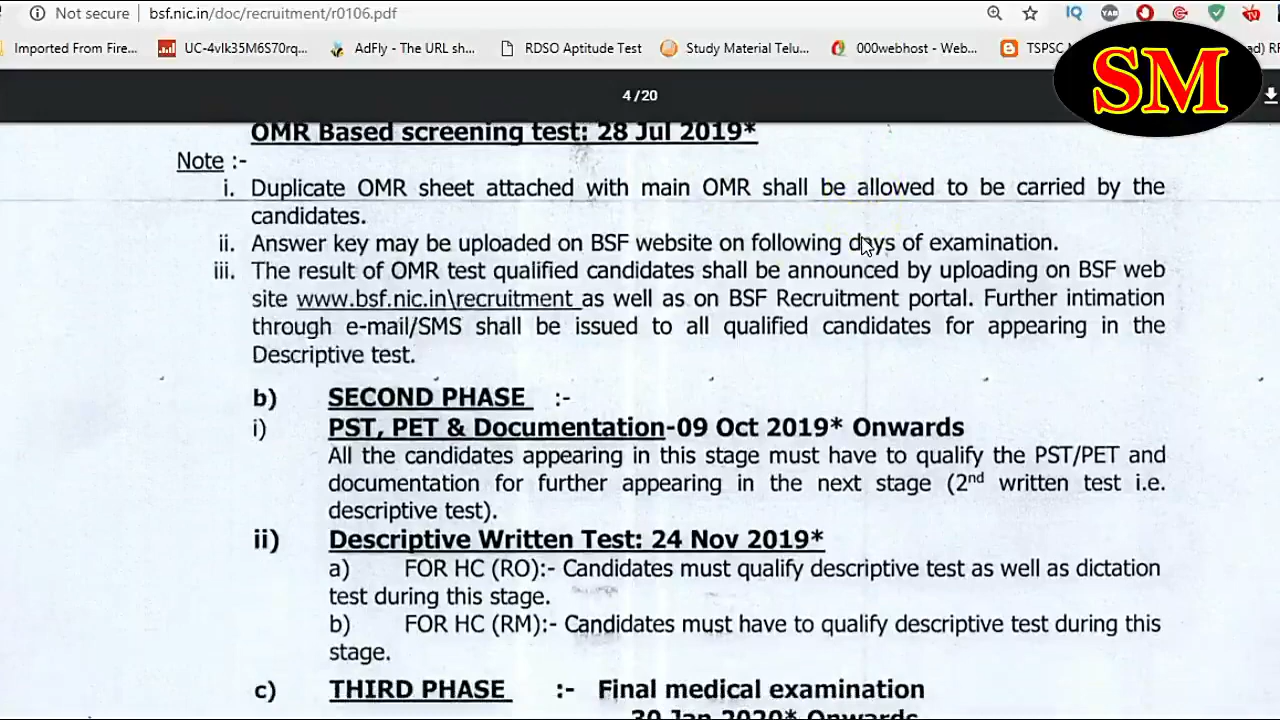 Not secure | bsf.nic.in/doc/recruitment/r0106.pdf
Imported From Fire... UC-4vIk35M6S70rq... AdFly - The URL sh... RDSO Aptitude Test Study Material Telu... 000webhost - Web... TSPSC
SM
4 / 20
OMR Based screening test: 28 Jul 2019*
Note :-
i. Duplicate OMR sheet attached with main OMR shall be allowed to be carried by the
candidates.
ii. Answer key may be uploaded on BSF website on following days of examination.
iii. The result of OMR test qualified candidates shall be announced by uploading on BSF web
site www.bsf.nic.in\recruitment as well as on BSF Recruitment portal. Further intimation
through e-mail/SMS shall be issued to all qualified candidates for appearing in the
Descriptive test.
b) SECOND PHASE :-
i) PST, PET & Documentation-09 Oct 2019* Onwards
All the candidates appearing in this stage must have to qualify the PST/PET and
documentation for further appearing in the next stage (2nd written test i.e.
descriptive test).
ii) Descriptive Written Test: 24 Nov 2019*
a) FOR HC (RO):- Candidates must qualify descriptive test as well as dictation
test during this stage.
b) FOR HC (RM):- Candidates must have to qualify descriptive test during this
stage.
c) THIRD PHASE :- Final medical examination
30 Jan 2020* Onwards